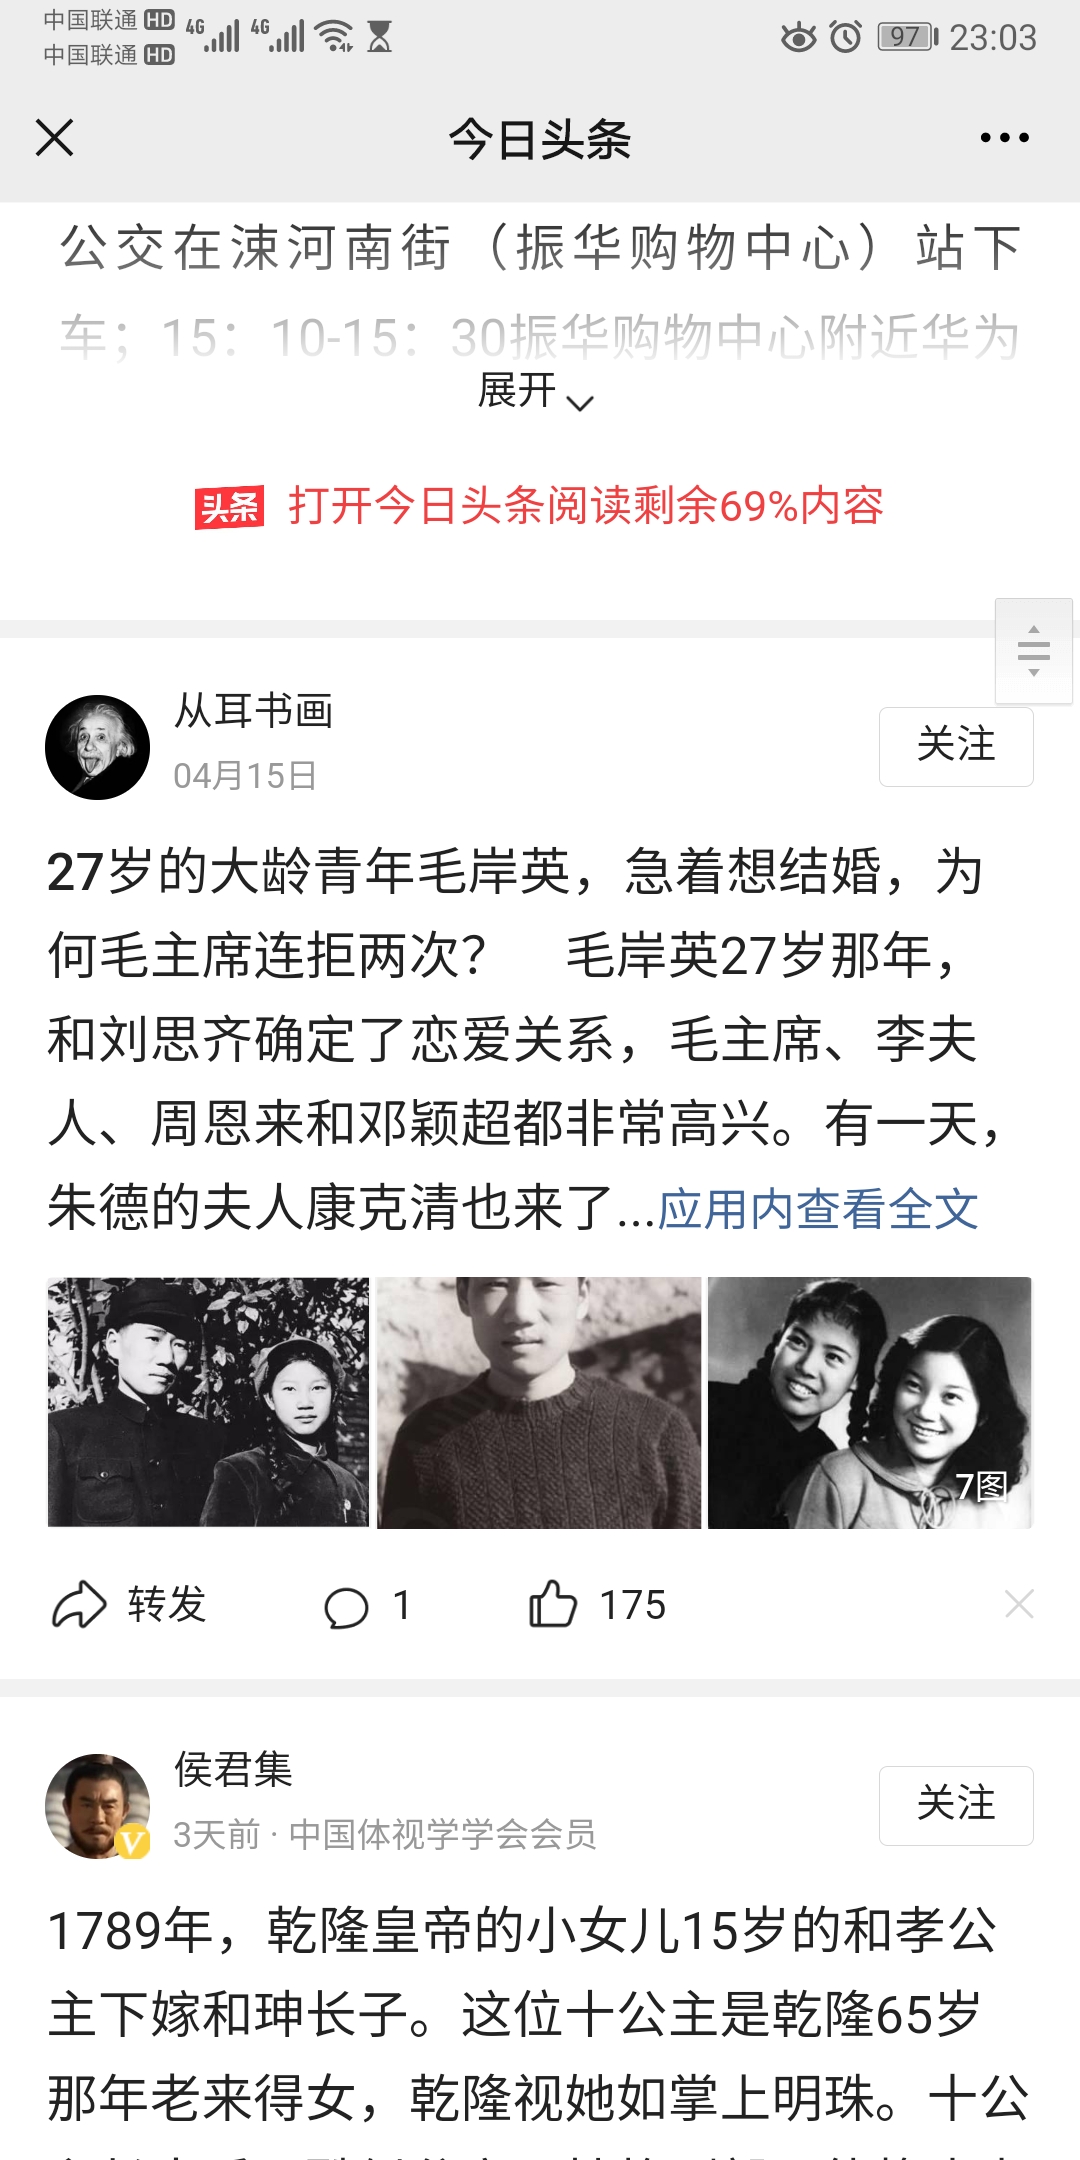 中国联通 HD 4G 4G 97 23:03
中国联通 HD
今日头条
公交在涑河南街（振华购物中心）站下
车；15：10-15：30振华购物中心附近华为
展开
头条 打开今日头条阅读剩余69%内容
从耳书画
04月15日
关注
27岁的大龄青年毛岸英，急着想结婚，为
何毛主席连拒两次？ 毛岸英27岁那年，
和刘思齐确定了恋爱关系，毛主席、李夫
人、周恩来和邓颖超都非常高兴。有一天，
朱德的夫人康克清也来了...应用内查看全文
7图
转发 1 175
侯君集
3天前 · 中国体视学学会会员
关注
1789年，乾隆皇帝的小女儿15岁的和孝公
主下嫁和珅长子。这位十公主是乾隆65岁
那年老来得女，乾隆视她如掌上明珠。十公